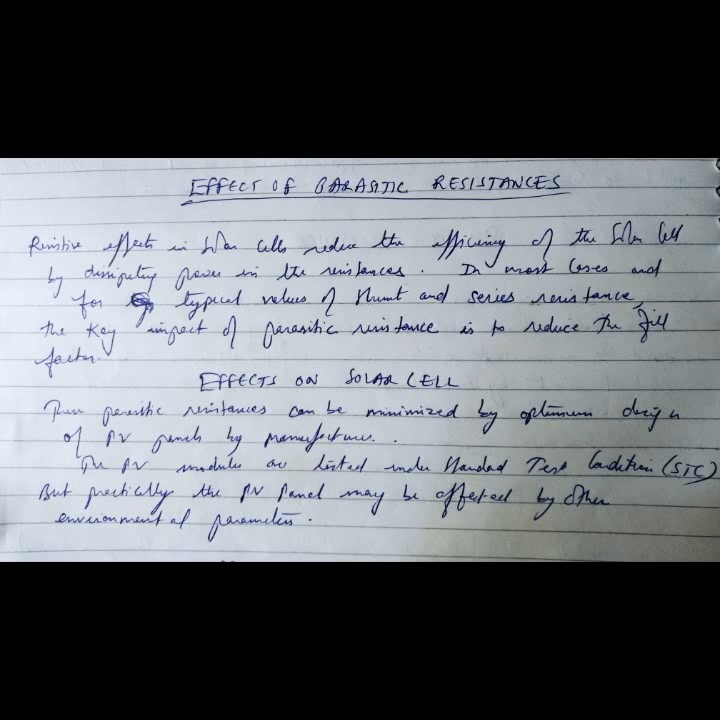 EFFECT OF PARASITIC RESISTANCES
Resistive effects in Solar Cells reduce the efficiency of the Solar Cell
by dissipating power in the resistances. In most Cases and
for typical values of Shunt and series resistance,
the Key impact of parasitic resistance is to reduce the fill
factor.
EFFECTS ON SOLAR CELL
These parasitic resistances can be minimized by optimum design
of PV panels by manufacturer.
The PV modules are listed under Standard Test Condition (STC)
But practically the PV Panel may be affected by other
environmental parameters.